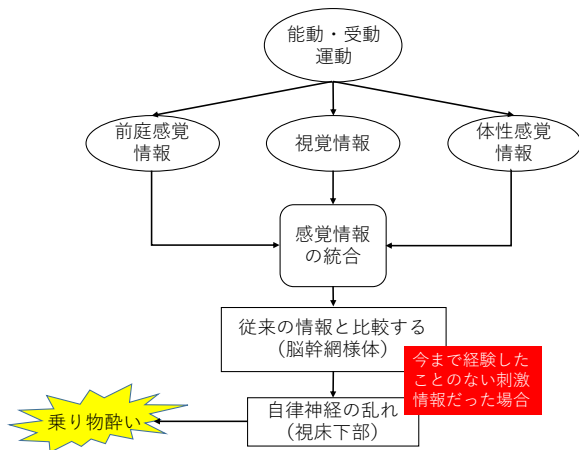 能動・受動
運動
前庭感覚
情報
視覚情報
体性感覚
情報
感覚情報
の統合
従来の情報と比較する
（脳幹網様体）
今まで経験した
ことのない刺激
情報だった場合
自律神経の乱れ
（視床下部）
乗り物酔い